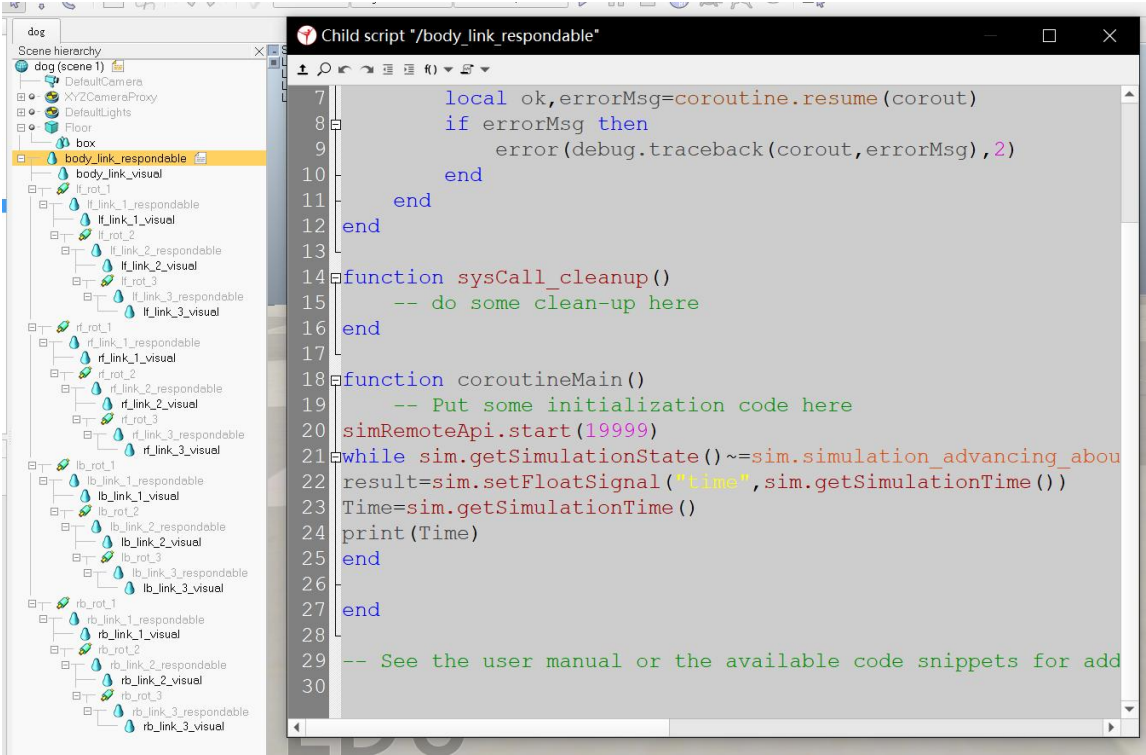 dog
Scene hierarchy
dog (scene 1)
DefaultCamera
XYZCameraProxy
DefaultLights
Floor
box
body_link_respondable
body_link_visual
lf_rot_1
lf_link_1_respondable
lf_link_1_visual
lf_rot_2
lf_link_2_respondable
lf_link_2_visual
lf_rot_3
lf_link_3_respondable
lf_link_3_visual
rf_rot_1
rf_link_1_respondable
rf_link_1_visual
rf_rot_2
rf_link_2_respondable
rf_link_2_visual
rf_rot_3
rf_link_3_respondable
rf_link_3_visual
lb_rot_1
lb_link_1_respondable
lb_link_1_visual
lb_rot_2
lb_link_2_respondable
lb_link_2_visual
lb_rot_3
lb_link_3_respondable
lb_link_3_visual
rb_rot_1
rb_link_1_respondable
rb_link_1_visual
rb_rot_2
rb_link_2_respondable
rb_link_2_visual
rb_rot_3
rb_link_3_respondable
rb_link_3_visual
Child script "/body_link_respondable"
f()
7 local ok,errorMsg=coroutine.resume(corout)
8 if errorMsg then
9 error(debug.traceback(corout,errorMsg),2)
10 end
11 end
12 end
13
14 function sysCall_cleanup()
15 -- do some clean-up here
16 end
17
18 function coroutineMain()
19 -- Put some initialization code here
20 simRemoteApi.start(19999)
21 while sim.getSimulationState()~=sim.simulation_advancing_abou
22 result=sim.setFloatSignal("time",sim.getSimulationTime())
23 Time=sim.getSimulationTime()
24 print(Time)
25 end
26
27 end
28
29 -- See the user manual or the available code snippets for add
30
EDU